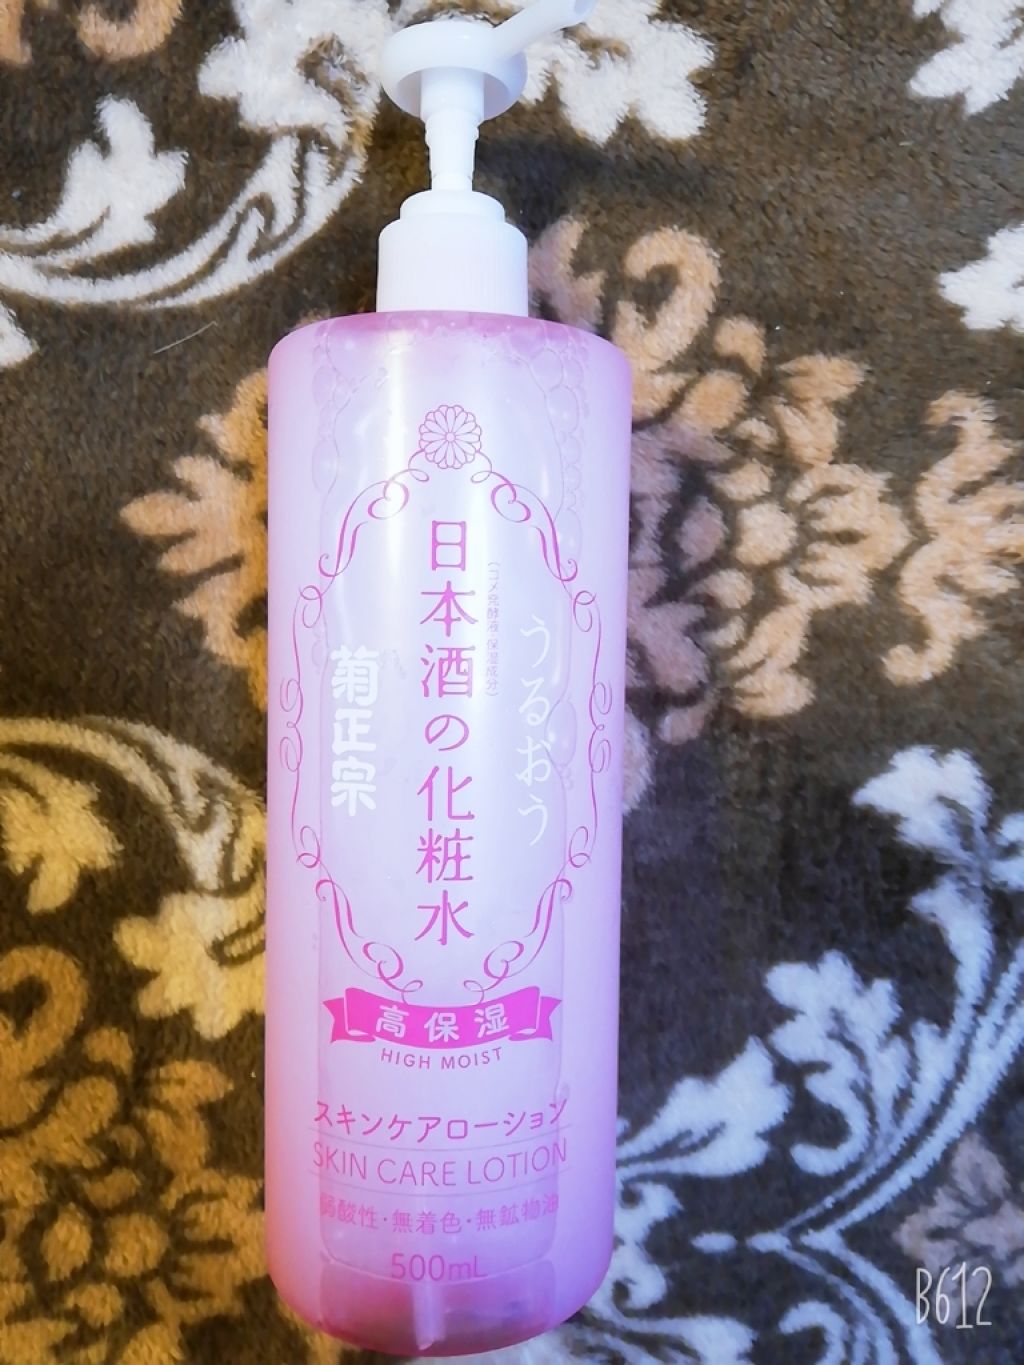 うるおう
(コメ発酵液 保湿成分)
日本酒の化粧水
菊正宗
高保湿
HIGH MOIST
スキンケアローション
SKIN CARE LOTION
弱酸性・無着色・無鉱物油
500mL
B612